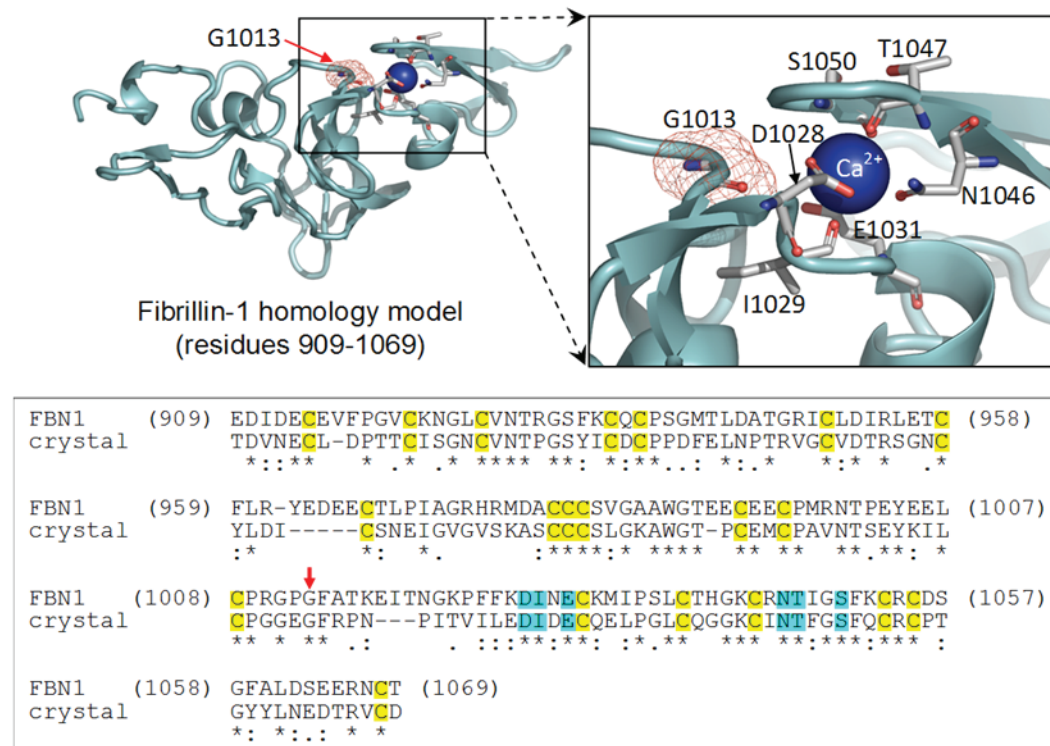 G1013
Fibrillin-1 homology model
(residues 909-1069)
S1050
T1047
G1013
D1028
Ca2+
N1046
E1031
I1029
FBN1 (909) EDIDECEVFPGVCKNGLCVNTRGSFKCQCPSGMTLDATGRICLDIRLETC (958)
crystal TDVNECL-DPTTCISGNCVNTPGSYICDCPPDFELNPTRVGCVDTRSGNC
*::** * .* .* **** **: *:**..: *:.* *:* * .*
FBN1 (959) FLR-YEDEECTLPIAGRHRMDACCCSVGAAWGTEECEECPMRNTPEYEEL (1007)
crystal YLDI-----CSNEIGVGVSKASCCCSLGKAWGT-PCEMCPAVNTSEYKIL
:* *: *. :****:* **** ** ** **.**: *
FBN1 (1008) CPRGPGFATKEITNGKPFFKDINECKMIPSLCTHGKCRNTIGSFKCRCDS (1057)
crystal CPGGEGFRPN---PITVILEDIDECQELPGLCQGGKCINTFGSFQCRCPT
** * ** .: . .:::**:**: :*.** *** **:***:*** :
FBN1 (1058) GFALDSEERNCT (1069)
crystal GYYLNEDTRVCD
*: *:.: * *